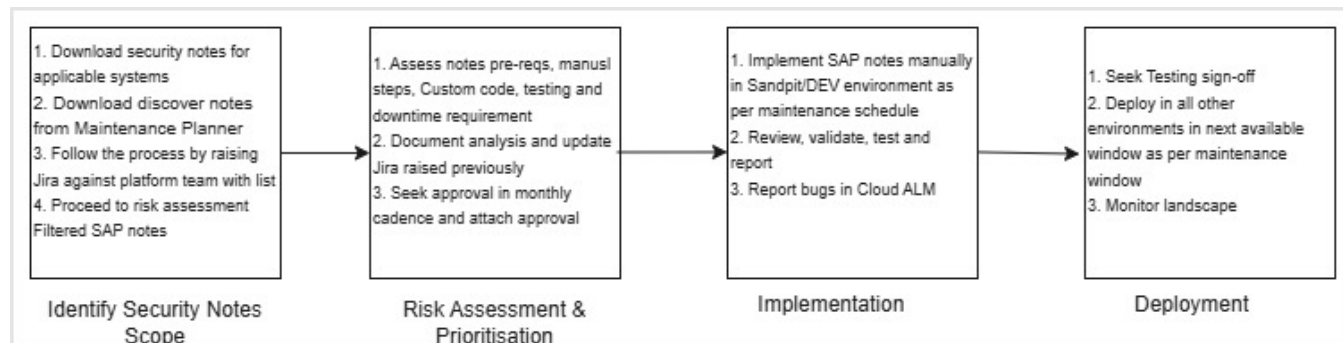 1. Download security notes for
applicable systems
2. Download discover notes
from Maintenance Planner
3. Follow the process by raising
Jira against platform team with list
4. Proceed to risk assessment
Filtered SAP notes
Identify Security Notes
Scope
1. Assess notes pre-reqs, manusl
steps, Custom code, testing and
downtime requirement
2. Document analysis and update
Jira raised previously
3. Seek approval in monthly
cadence and attach approval
Risk Assessment &
Prioritisation
1. Implement SAP notes manually
in Sandpit/DEV environment as
per maintenance schedule
2. Review, validate, test and
report
3. Report bugs in Cloud ALM
Implementation
1. Seek Testing sign-off
2. Deploy in all other
environments in next available
window as per maintenance
window
3. Monitor landscape
Deployment